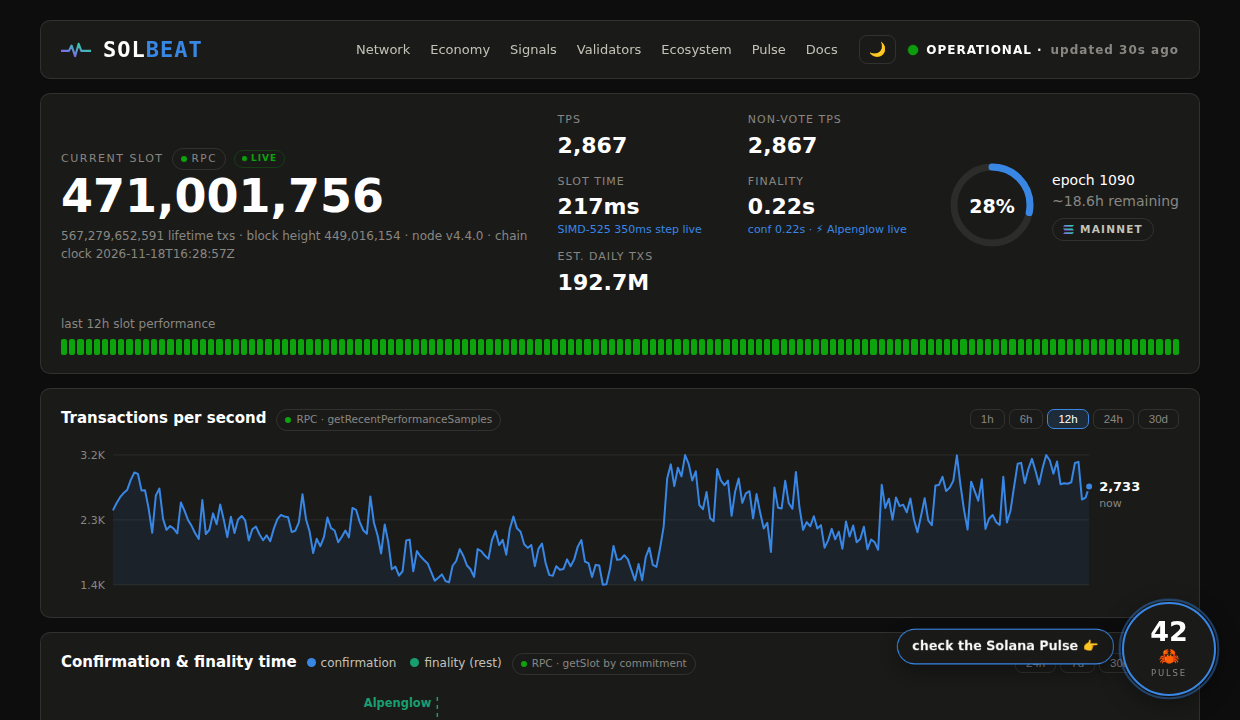 SOLBEAT
Network Economy Signals Validators Ecosystem Pulse Docs
OPERATIONAL · updated 30s ago
CURRENT SLOT RPC LIVE
471,001,756
567,279,652,591 lifetime txs · block height 449,016,154 · node v4.4.0 · chain
clock 2026-11-18T16:28:57Z
TPS
2,867
NON-VOTE TPS
2,867
SLOT TIME
217ms
SIMD-525 350ms step live
FINALITY
0.22s
conf 0.22s · ⚡ Alpenglow live
EST. DAILY TXS
192.7M
28%
epoch 1090
~18.6h remaining
MAINNET
last 12h slot performance
Transactions per second RPC · getRecentPerformanceSamples
1h 6h 12h 24h 30d
3.2K
2.3K
1.4K
2,733
now
Confirmation & finality time confirmation finality (rest) RPC · getSlot by commitment
Alpenglow
check the Solana Pulse 👉
42
🦀
PULSE